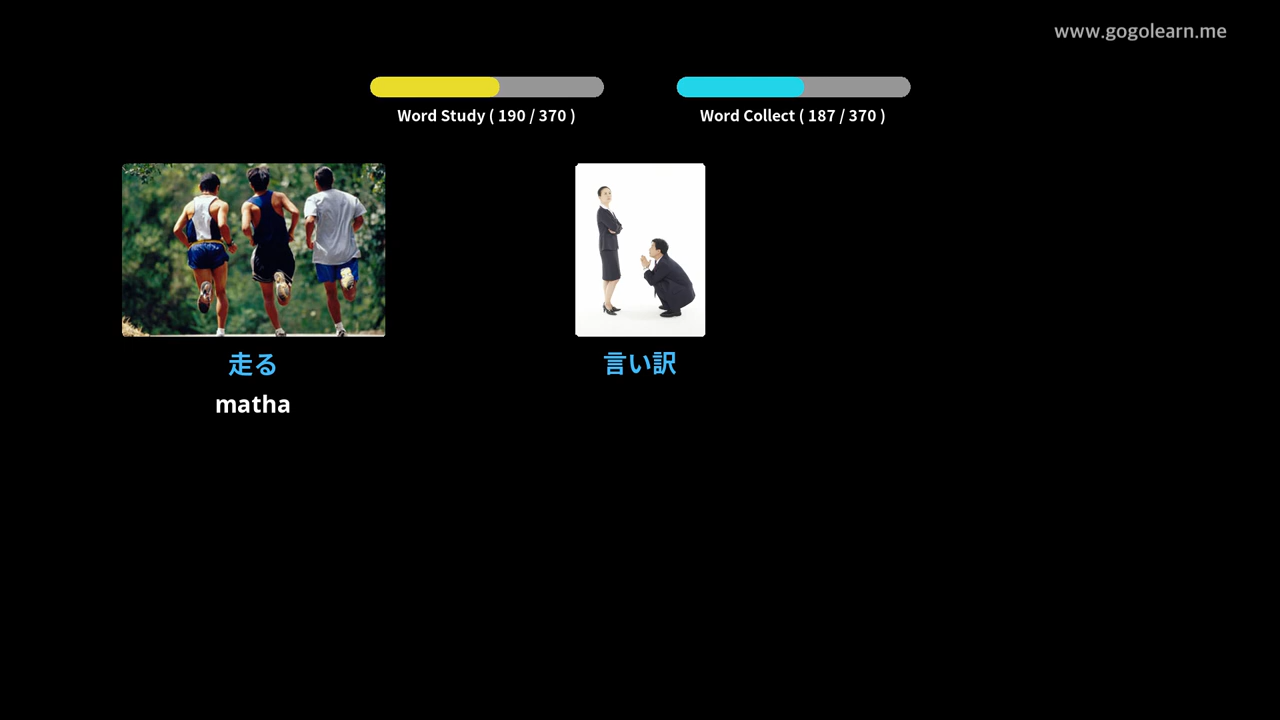 www.gogolearn.me
Word Study ( 190 / 370 )
Word Collect ( 187 / 370 )
走る
matha
言い訳